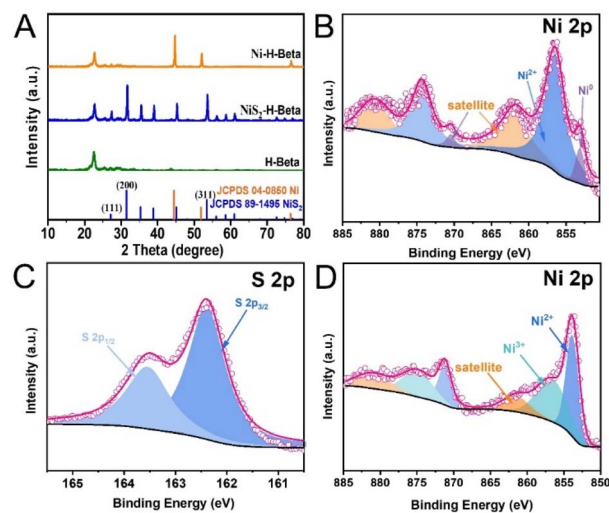 A
Ni-H-Beta
NiS2-H-Beta
H-Beta
(200)
JCPDS 04-0850 Ni
(111)
(311)
JCPDS 89-1495 NiS2
10 20 30 40 50 60 70 80
2 Theta (degree)
Intensity (a.u.)
B
Ni 2p
Ni2+
Ni0
satellite
885 880 875 870 865 860 855
Binding Energy (eV)
Intensity (a.u.)
C
S 2p
S 2p3/2
S 2p1/2
165 164 163 162 161
Binding Energy (eV)
Intensity (a.u.)
D
Ni 2p
Ni2+
Ni3+
satellite
885 880 875 870 865 860 855 850
Binding Energy (eV)
Intensity (a.u.)